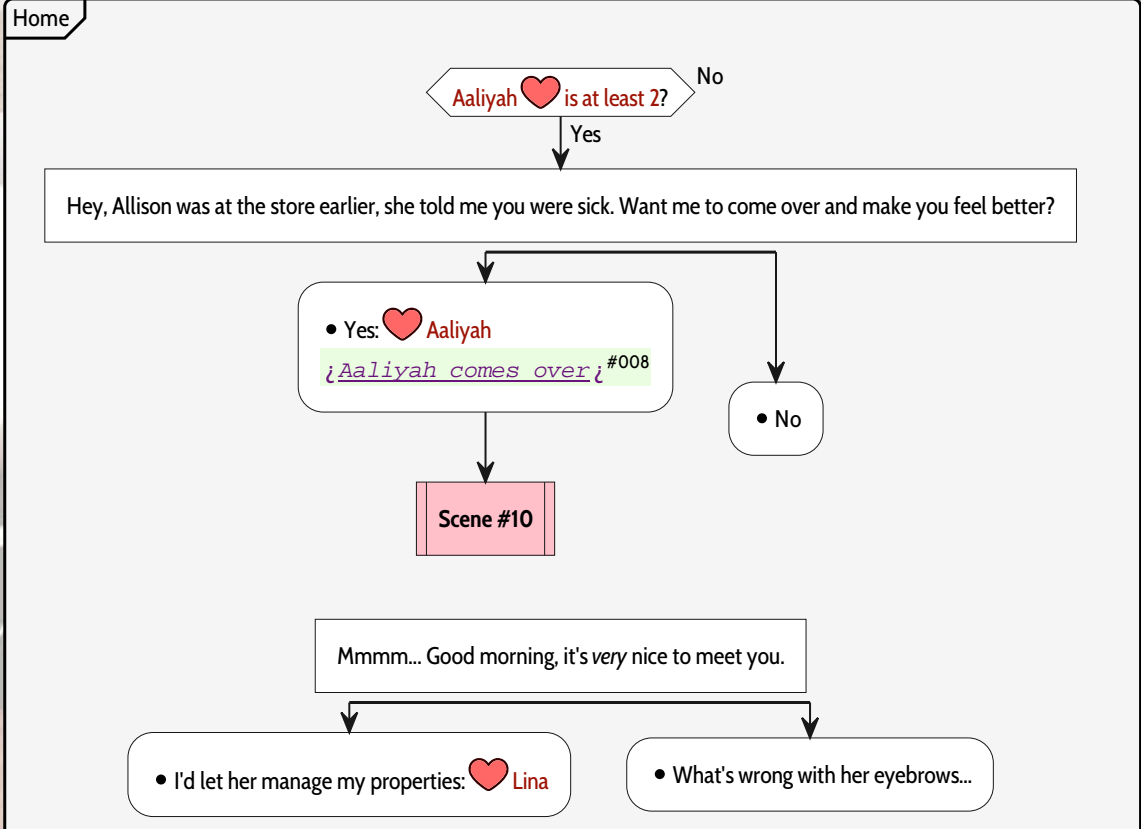 Home
Aaliyah is at least 2?
No
Yes
Hey, Allison was at the store earlier, she told me you were sick. Want me to come over and make you feel better?
• Yes: Aaliyah
¿Aaliyah comes over¿#008
• No
Scene #10
Mmmm... Good morning, it's very nice to meet you.
• I'd let her manage my properties: Lina
• What's wrong with her eyebrows...